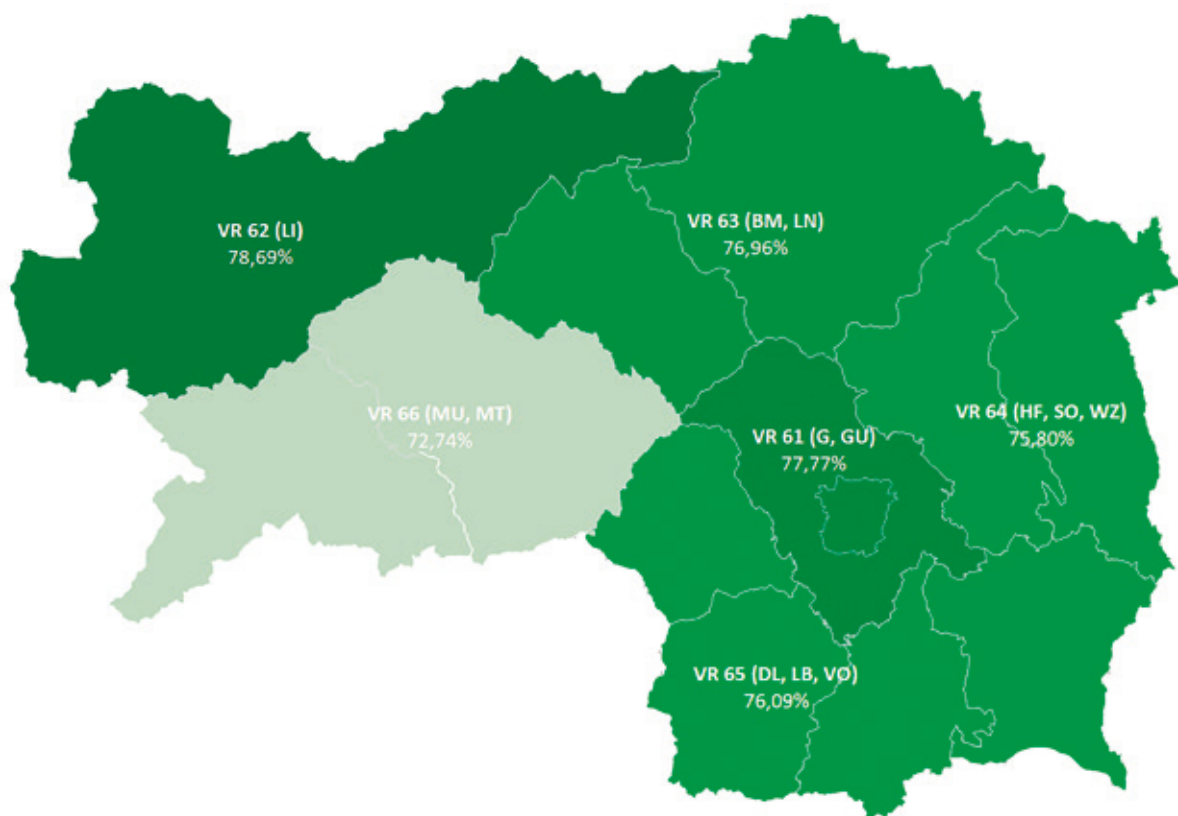 VR 62 (LI)
78,69%
VR 63 (BM, LN)
76,96%
VR 66 (MU, MT)
72,74%
VR 61 (G, GU)
77,77%
VR 64 (HF, SO, WZ)
75,80%
VR 65 (DL, LB, VO)
76,09%